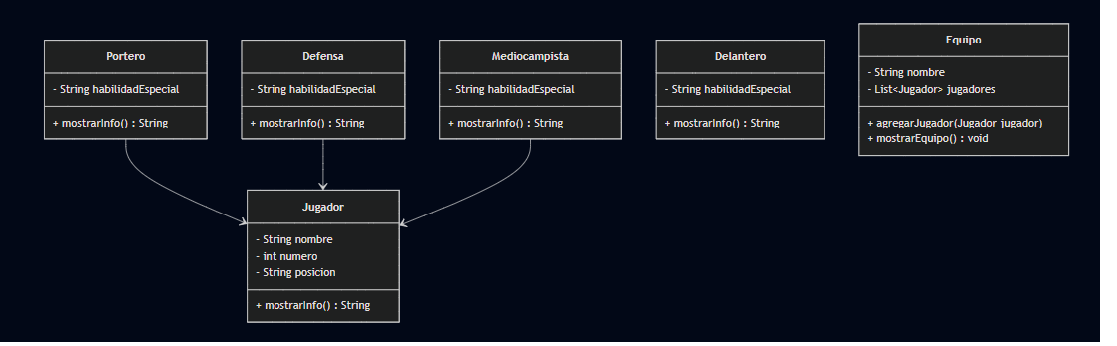 Portero
- String habilidadEspecial
+ mostrarInfo() : String
Defensa
- String habilidadEspecial
+ mostrarInfo() : String
Mediocampista
- String habilidadEspecial
+ mostrarInfo() : String
Delantero
- String habilidadEspecial
+ mostrarInfo() : String
Equipo
- String nombre
- List<Jugador> jugadores
+ agregarJugador(Jugador jugador)
+ mostrarEquipo() : void
Jugador
- String nombre
- int numero
- String posicion
+ mostrarInfo() : String